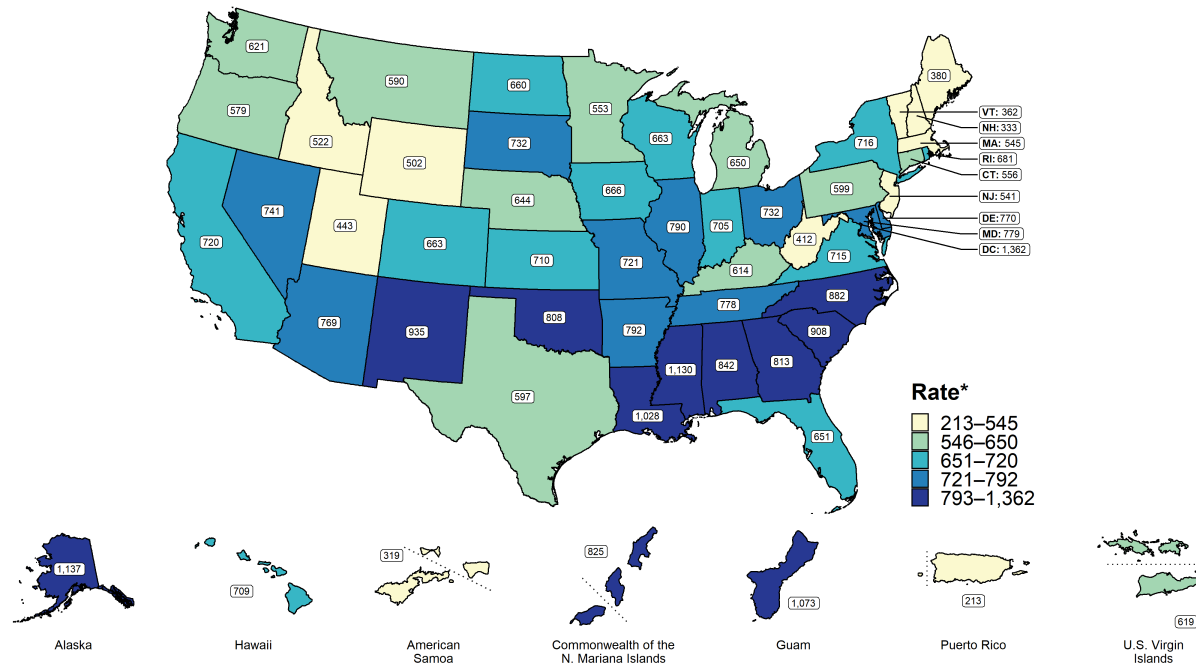 621
590
660
553
380
579
522
502
732
663
650
716
VT: 362
NH: 333
MA: 545
RI: 681
CT: 556
NJ: 541
DE:770
MD: 779
DC: 1,362
720
741
443
663
644
666
790
705
732
599
412
715
710
721
614
769
935
808
792
778
882
908
597
1,028
1,130
842
813
651
Rate*
213–545
546–650
651–720
721–792
793–1,362
1,137
709
319
825
1,073
213
619
Alaska
Hawaii
American
Samoa
Commonwealth of the
N. Mariana Islands
Guam
Puerto Rico
U.S. Virgin
Islands